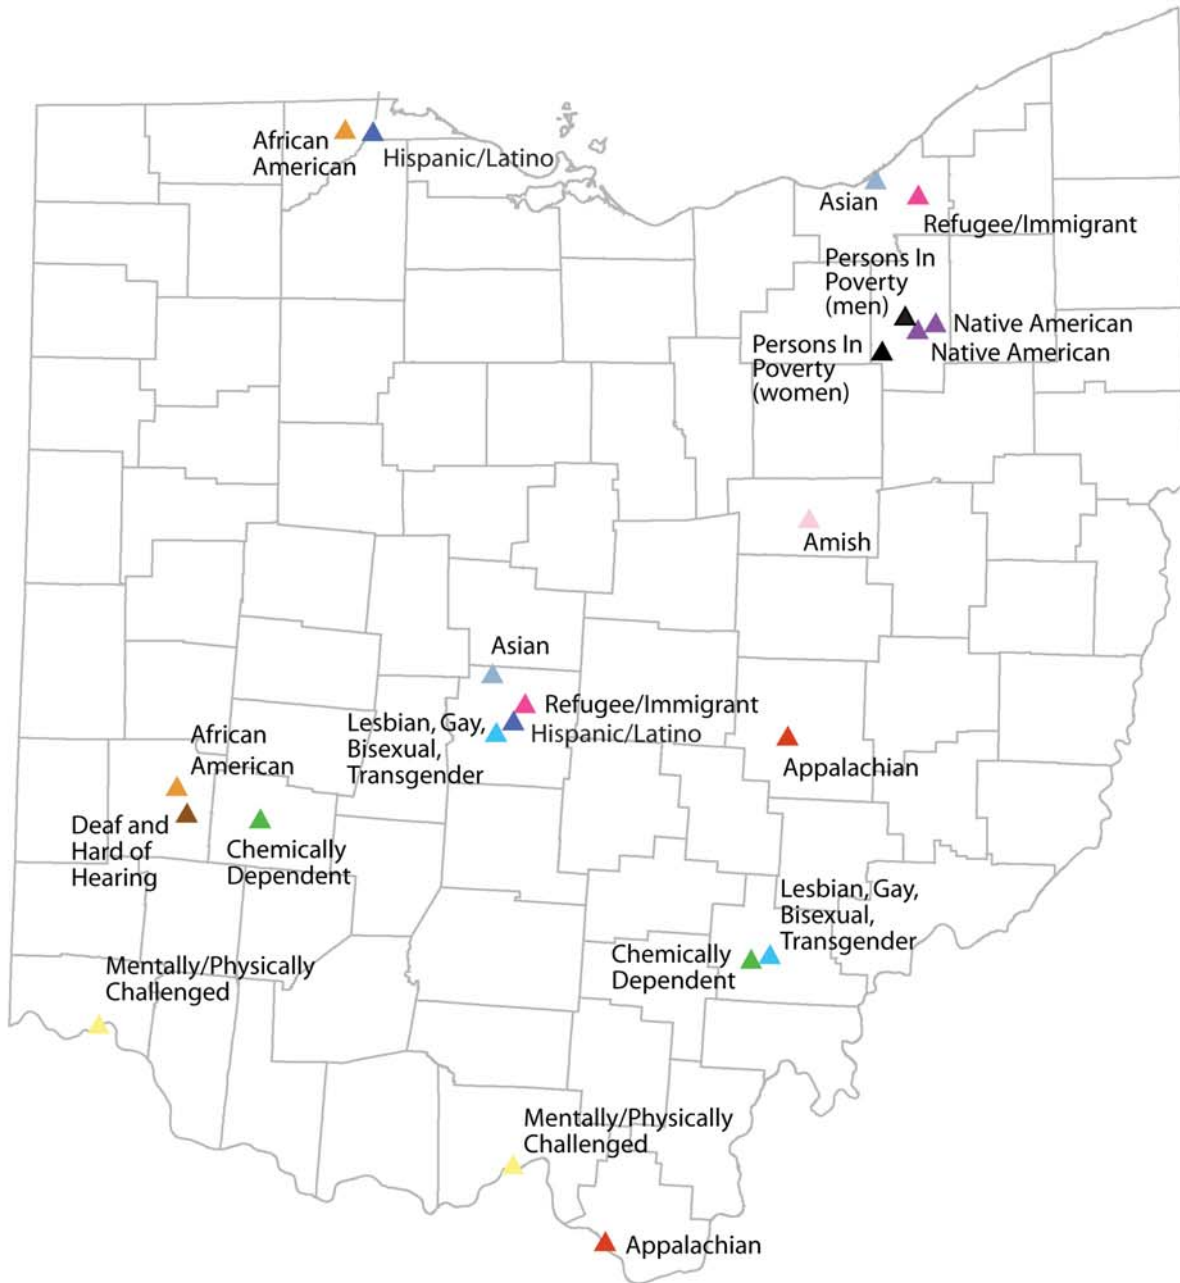 African
American
Hispanic/Latino
Asian
Refugee/Immigrant
Persons In
Poverty
(men)
Native American
Persons In
Poverty
(women)
Native American
Amish
Asian
Refugee/Immigrant
Lesbian, Gay,
Bisexual,
Transgender
Hispanic/Latino
African
American
Appalachian
Deaf and
Hard of
Hearing
Chemically
Dependent
Lesbian, Gay,
Bisexual,
Transgender
Chemically
Dependent
Mentally/Physically
Challenged
Mentally/Physically
Challenged
Appalachian